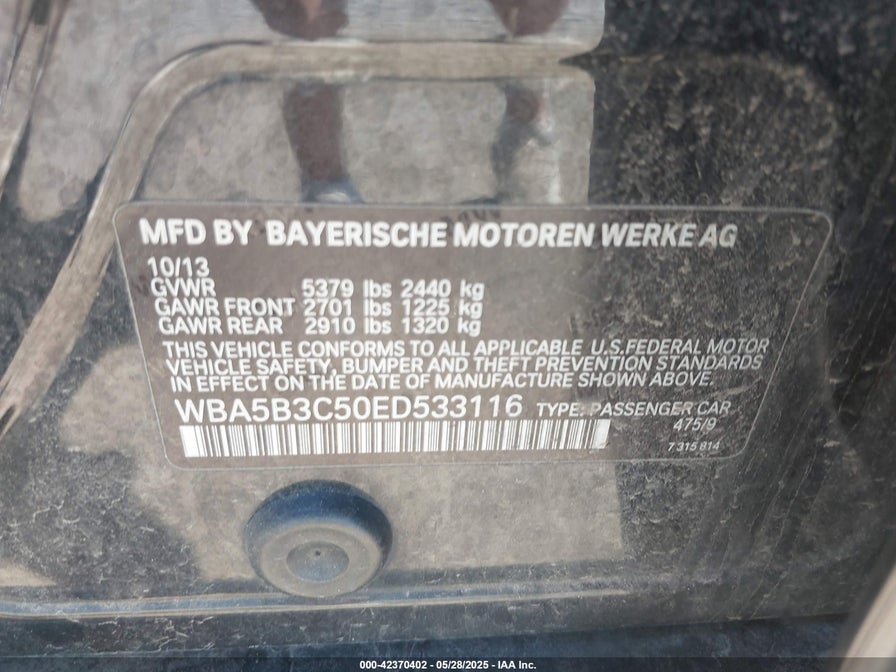 MFD BY BAYERISCHE MOTOREN WERKE AG
10/13
GVWR 5379 lbs 2440 kg
GAWR FRONT 2701 lbs 1225 kg
GAWR REAR 2910 lbs 1320 kg
THIS VEHICLE CONFORMS TO ALL APPLICABLE U.S.FEDERAL MOTOR
VEHICLE SAFETY, BUMPER AND THEFT PREVENTION STANDARDS
IN EFFECT ON THE DATE OF MANUFACTURE SHOWN ABOVE.
WBA5B3C50ED533116 TYPE: PASSENGER CAR
475/9
7 315 814
000-42370402 - 05/28/2025 - IAA Inc.